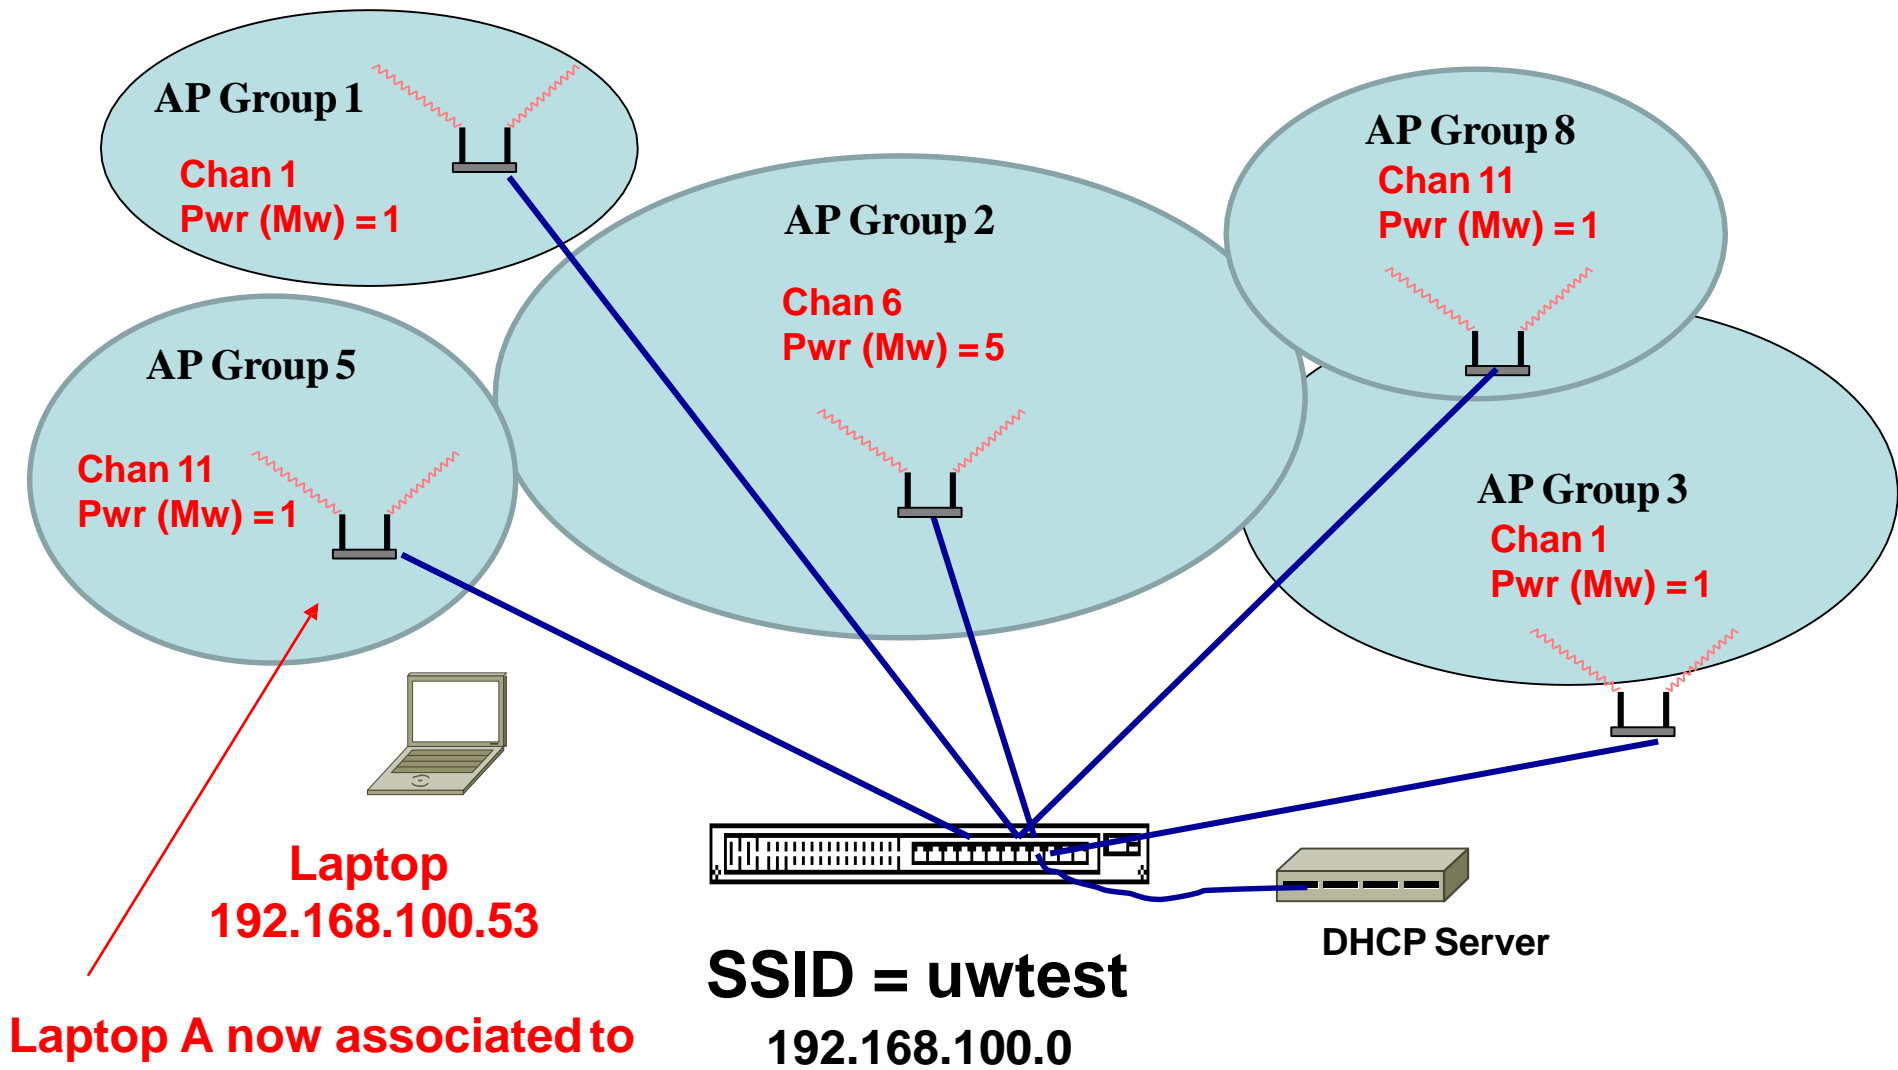 AP Group 1
Chan 1
Pwr (Mw) = 1
AP Group 2
Chan 6
Pwr (Mw) = 5
AP Group 8
Chan 11
Pwr (Mw) = 1
AP Group 5
Chan 11
Pwr (Mw) = 1
AP Group 3
Chan 1
Pwr (Mw) = 1
Laptop
192.168.100.53
DHCP Server
SSID = uwtest
192.168.100.0
Laptop A now associated to